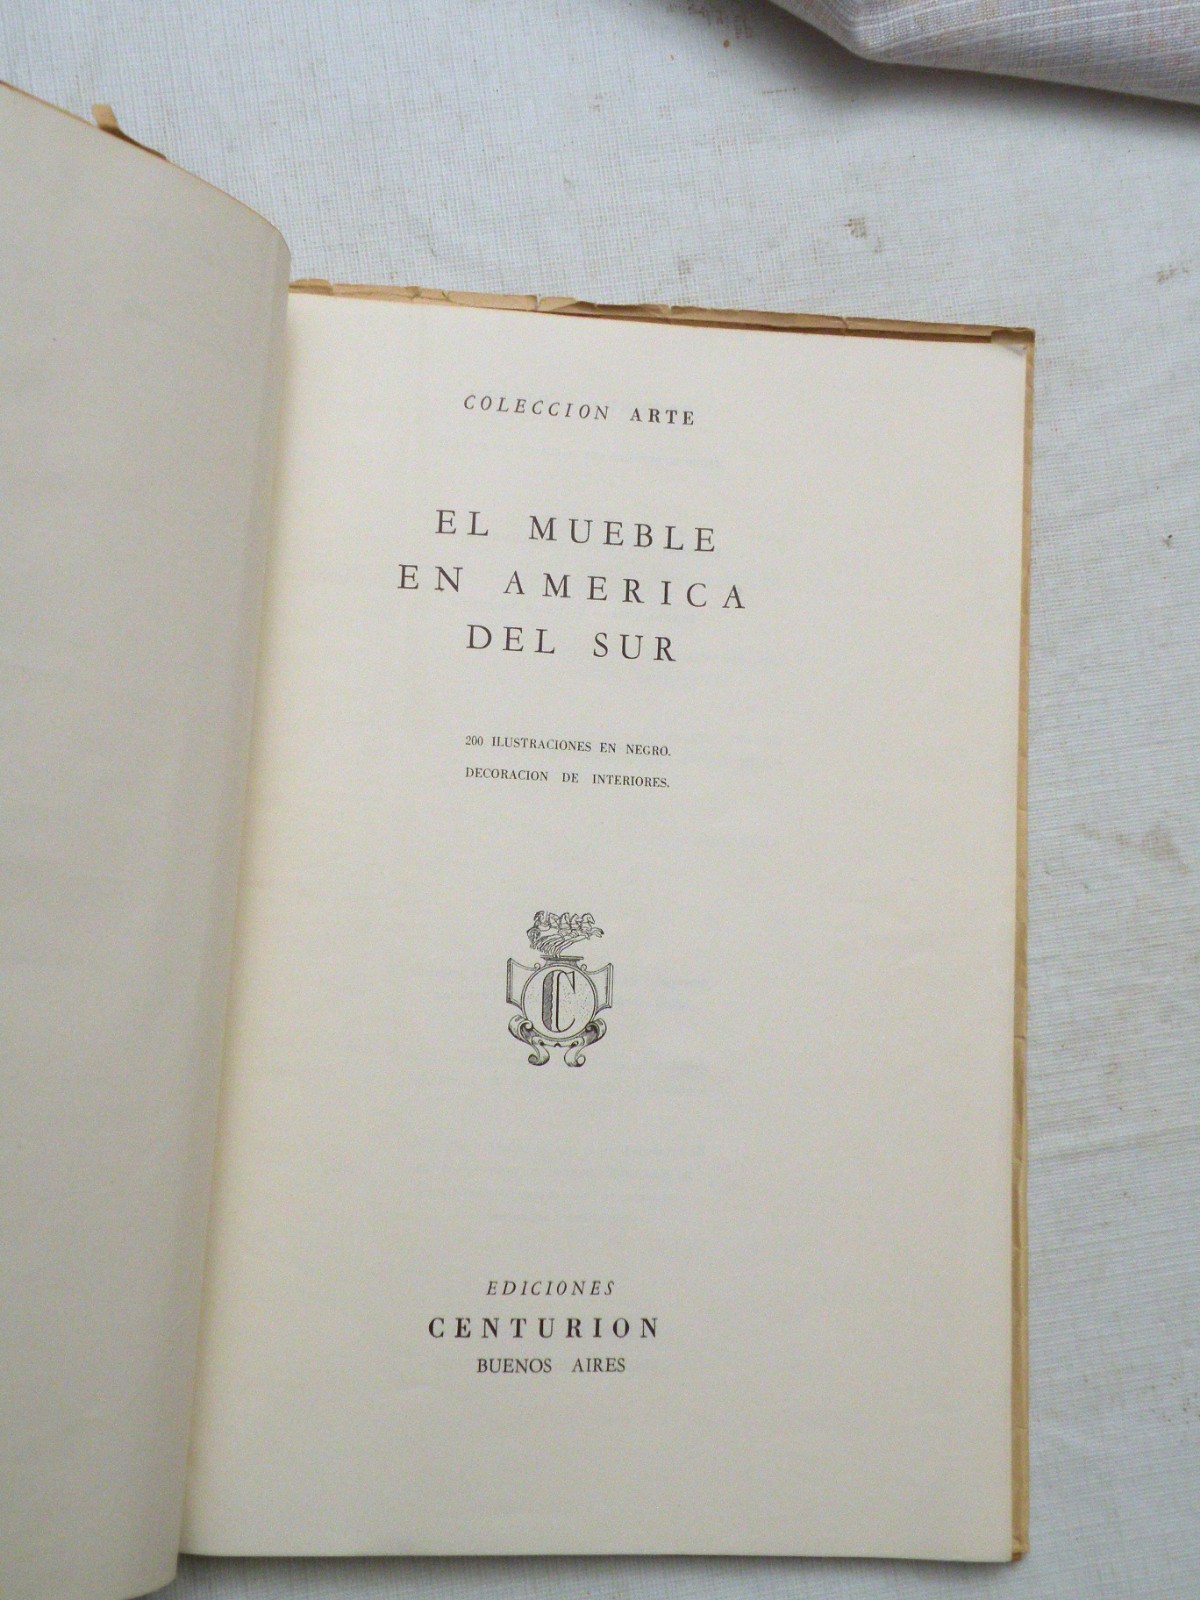 COLECCION ARTE
EL MUEBLE
EN AMERICA
DEL SUR
200 ILUSTRACIONES EN NEGRO.
DECORACION DE INTERIORES.
C
EDICIONES
CENTURION
BUENOS AIRES